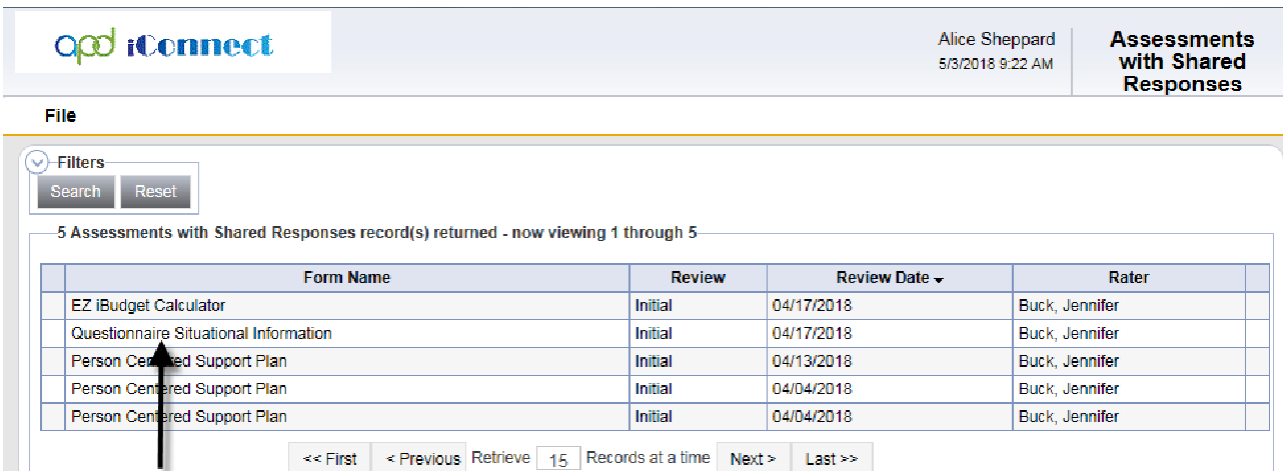 apd iConnect
Alice Sheppard
5/3/2018 9:22 AM
Assessments
with Shared
Responses
File
Filters
Search Reset
5 Assessments with Shared Responses record(s) returned - now viewing 1 through 5
Form Name Review Review Date Rater
EZ iBudget Calculator Initial 04/17/2018 Buck, Jennifer
Questionnaire Situational Information Initial 04/17/2018 Buck, Jennifer
Person Centered Support Plan Initial 04/13/2018 Buck, Jennifer
Person Centered Support Plan Initial 04/04/2018 Buck, Jennifer
Person Centered Support Plan Initial 04/04/2018 Buck, Jennifer
<< First < Previous Retrieve 15 Records at a time Next > Last >>